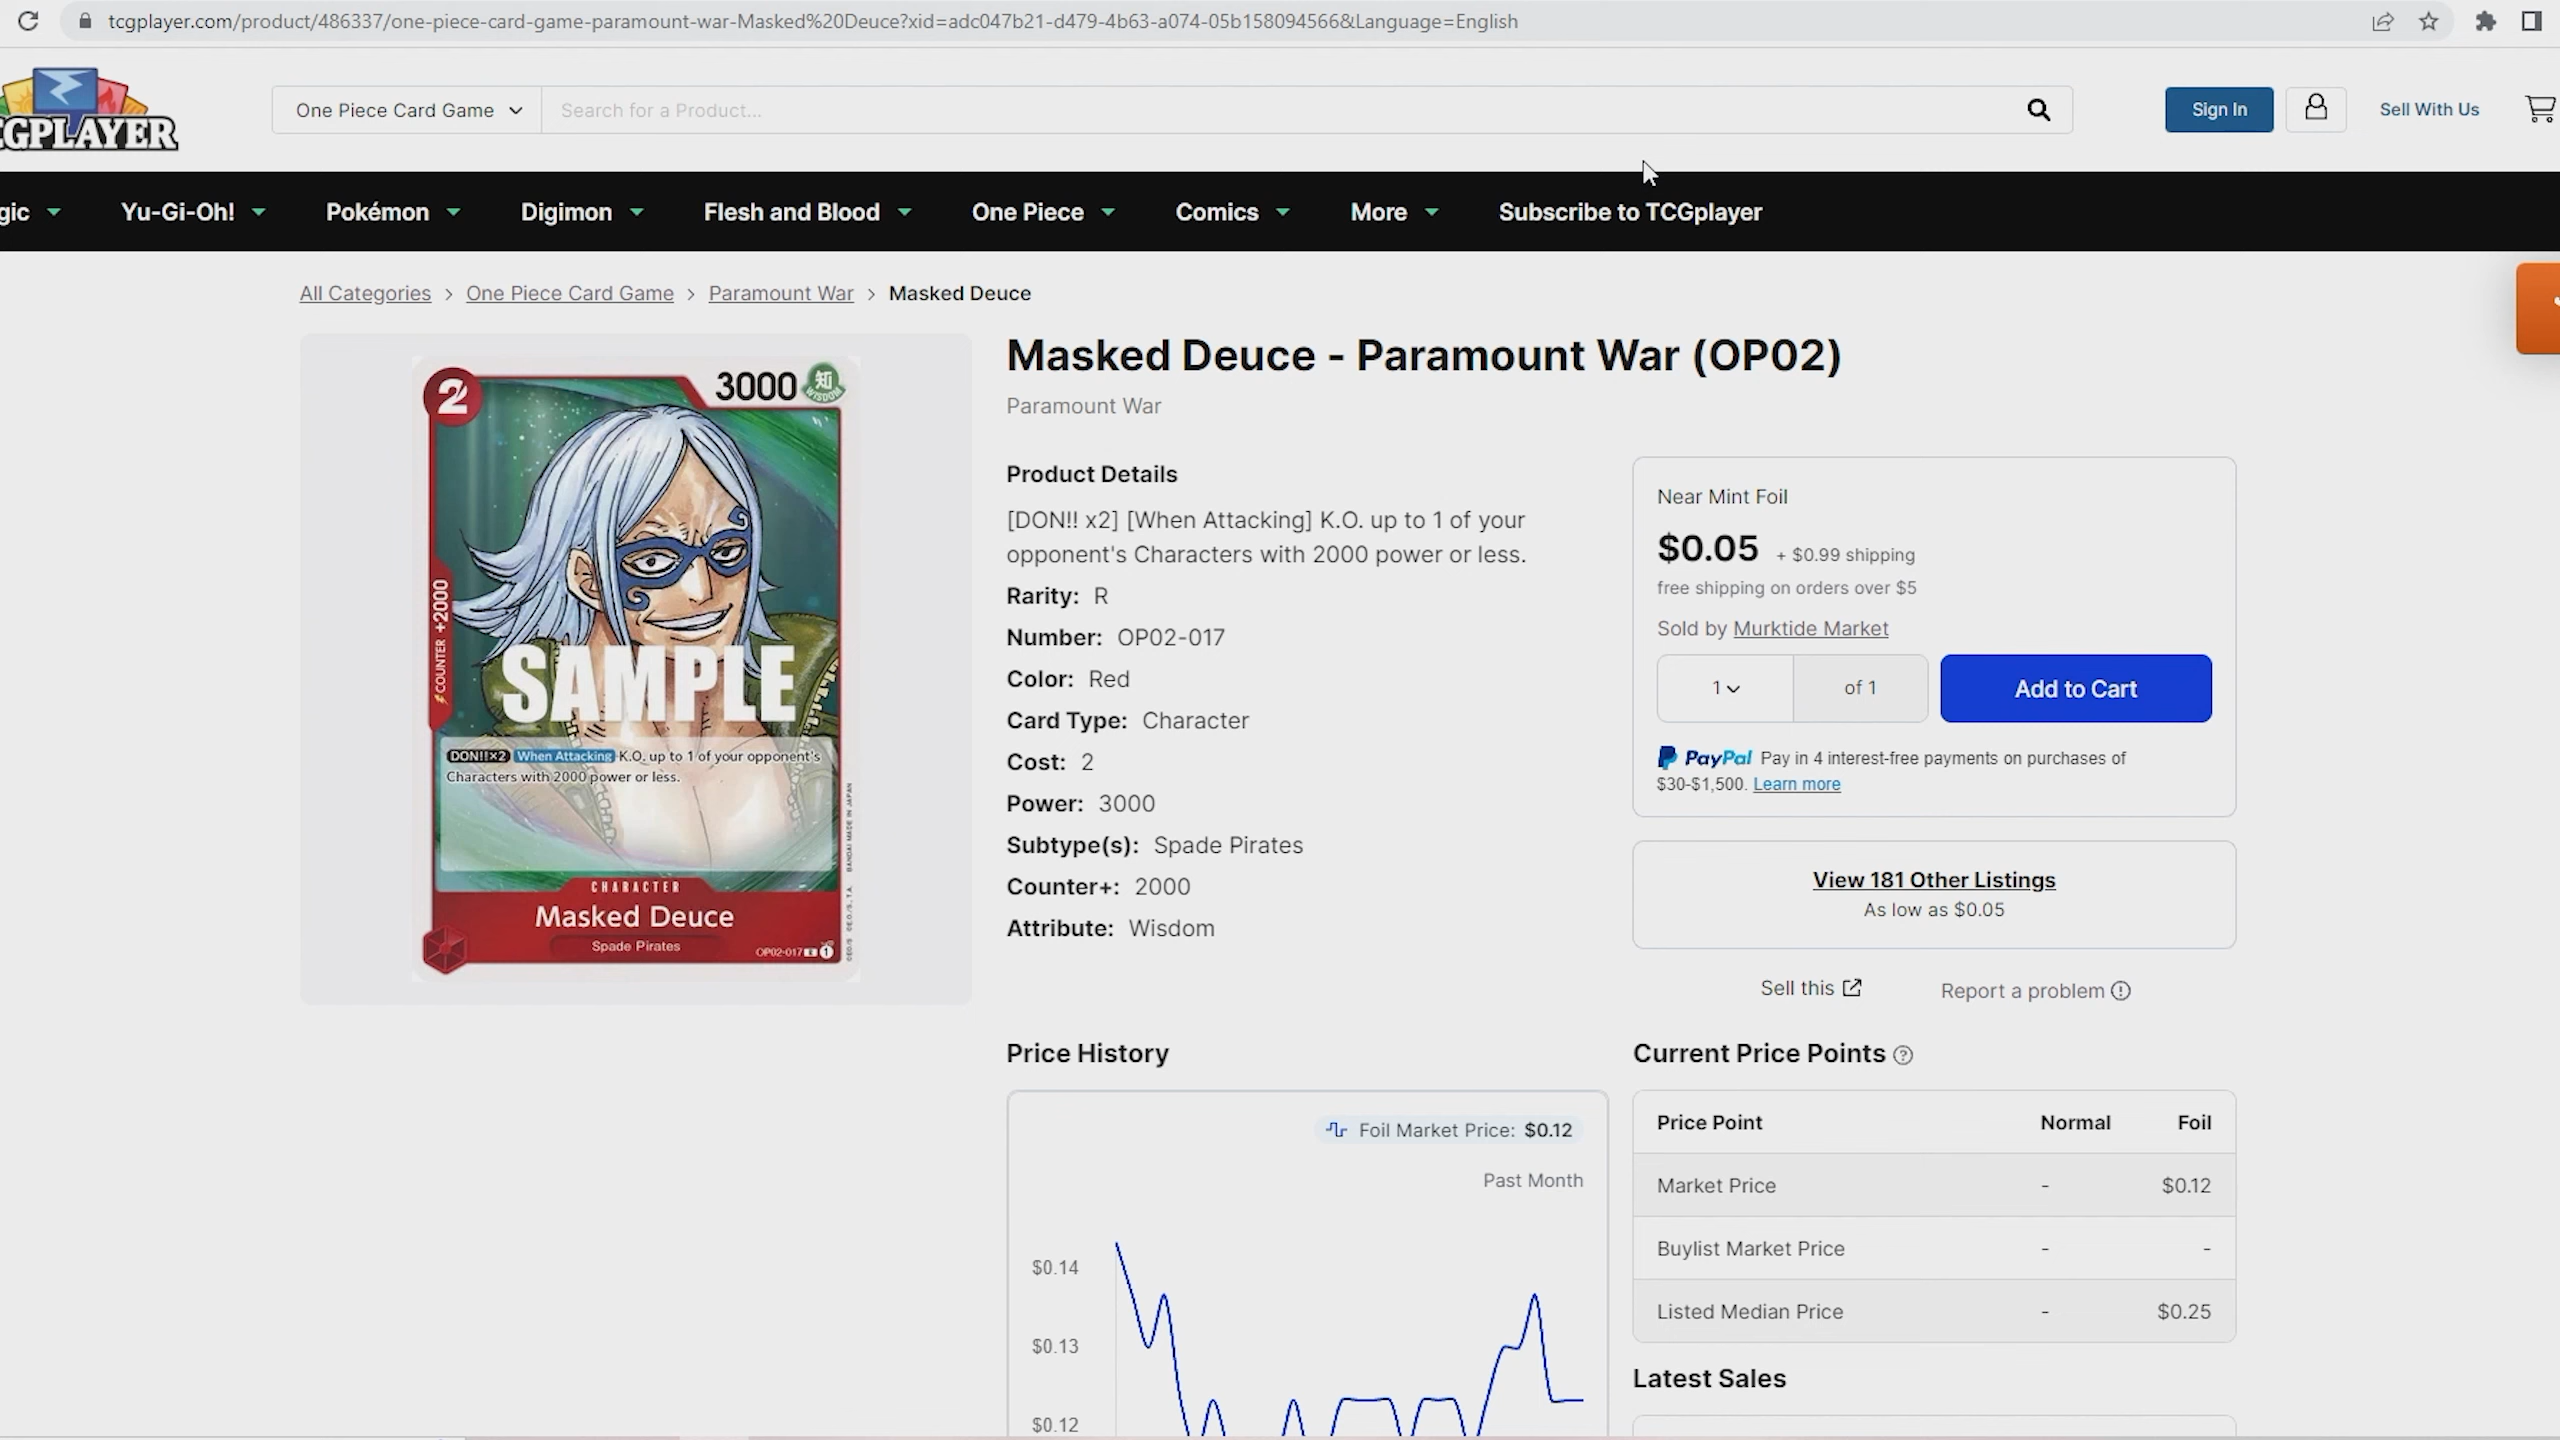 tcgplayer.com/product/486337/one-piece-card-game-paramount-war-Masked%20Deuce?xid=adc047b21-d479-4b63-a074-05b158094566&Language=English
CGPLAYER
One Piece Card Game
Search for a Product...
Sign In
Sell With Us
gic
Yu-Gi-Oh!
Pokémon
Digimon
Flesh and Blood
One Piece
Comics
More
Subscribe to TCGplayer
All Categories > One Piece Card Game > Paramount War > Masked Deuce
2
3000
知
WISDOM
COUNTER +2000
SAMPLE
DON!!×2 When Attacking K.O. up to 1 of your opponent's
Characters with 2000 power or less.
CHARACTER
Masked Deuce
Spade Pirates
OP02-017 R 1
Masked Deuce - Paramount War (OP02)
Paramount War
Product Details
[DON!! x2] [When Attacking] K.O. up to 1 of your
opponent's Characters with 2000 power or less.
Rarity: R
Number: OP02-017
Color: Red
Card Type: Character
Cost: 2
Power: 3000
Subtype(s): Spade Pirates
Counter+: 2000
Attribute: Wisdom
Near Mint Foil
$0.05 + $0.99 shipping
free shipping on orders over $5
Sold by Murktide Market
1 of 1
Add to Cart
PayPal Pay in 4 interest-free payments on purchases of
$30-$1,500. Learn more
View 181 Other Listings
As low as $0.05
Sell this
Report a problem
Price History
Foil Market Price: $0.12
Past Month
$0.14
$0.13
$0.12
Current Price Points
Price Point Normal Foil
Market Price - $0.12
Buylist Market Price - -
Listed Median Price - $0.25
Latest Sales